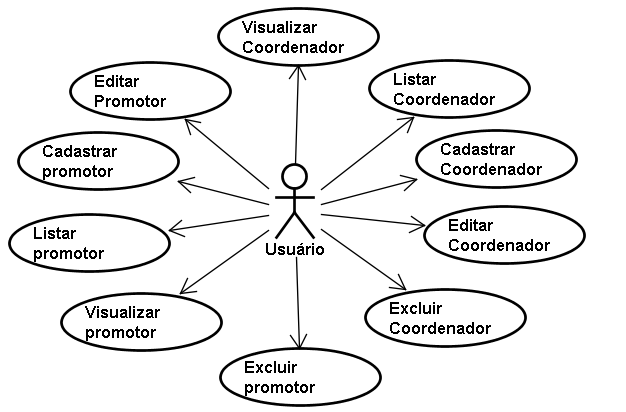 Visualizar
Coordenador
Editar
Promotor
Listar
Coordenador
Cadastrar
promotor
Cadastrar
Coordenador
Listar
promotor
Editar
Coordenador
Usuário
Visualizar
promotor
Excluir
Coordenador
Excluir
promotor